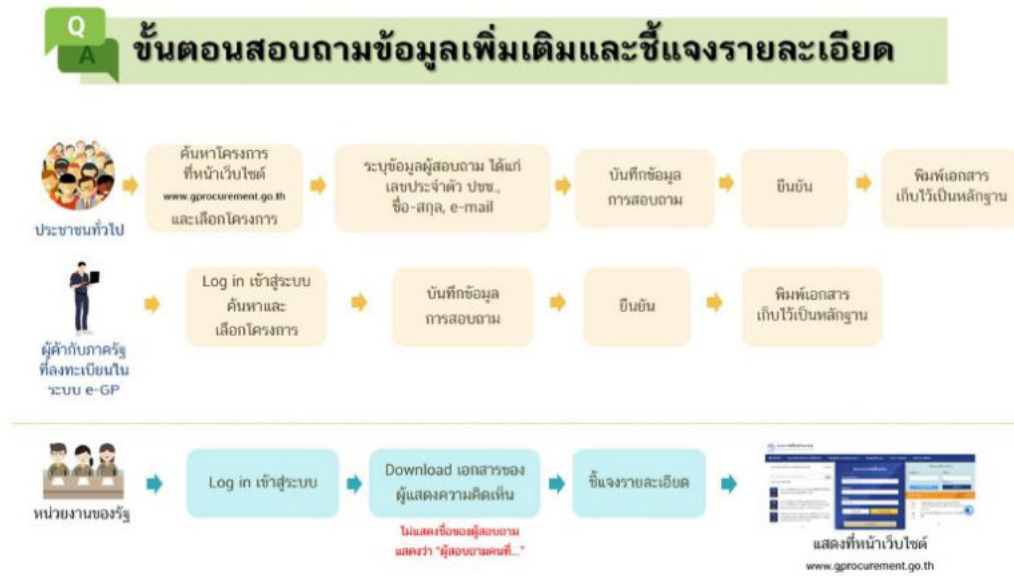 Q
A
ขั้นตอนสอบถามข้อมูลเพิ่มเติมและชี้แจงรายละเอียด
ประชาชนทั่วไป
ค้นหาโครงการ
ที่หน้าเว็บไซต์
www.gprocurement.go.th
และเลือกโครงการ
ระบุข้อมูลผู้สอบถาม ได้แก่
เลขประจำตัว ปชช.,
ชื่อ-สกุล, e-mail
บันทึกข้อมูล
การสอบถาม
ยืนยัน
พิมพ์เอกสาร
เก็บไว้เป็นหลักฐาน
ผู้ค้ากับภาครัฐ
ที่ลงทะเบียนใน
ระบบ e-GP
Log in เข้าสู่ระบบ
ค้นหาและ
เลือกโครงการ
บันทึกข้อมูล
การสอบถาม
ยืนยัน
พิมพ์เอกสาร
เก็บไว้เป็นหลักฐาน
หน่วยงานของรัฐ
Log in เข้าสู่ระบบ
Download เอกสารของ
ผู้แสดงความคิดเห็น
ไม่แสดงชื่อของผู้สอบถาม
แสดงว่า "ผู้สอบถามคนที่..."
ชี้แจงรายละเอียด
แสดงที่หน้าเว็บไซต์
www.gprocurement.go.th